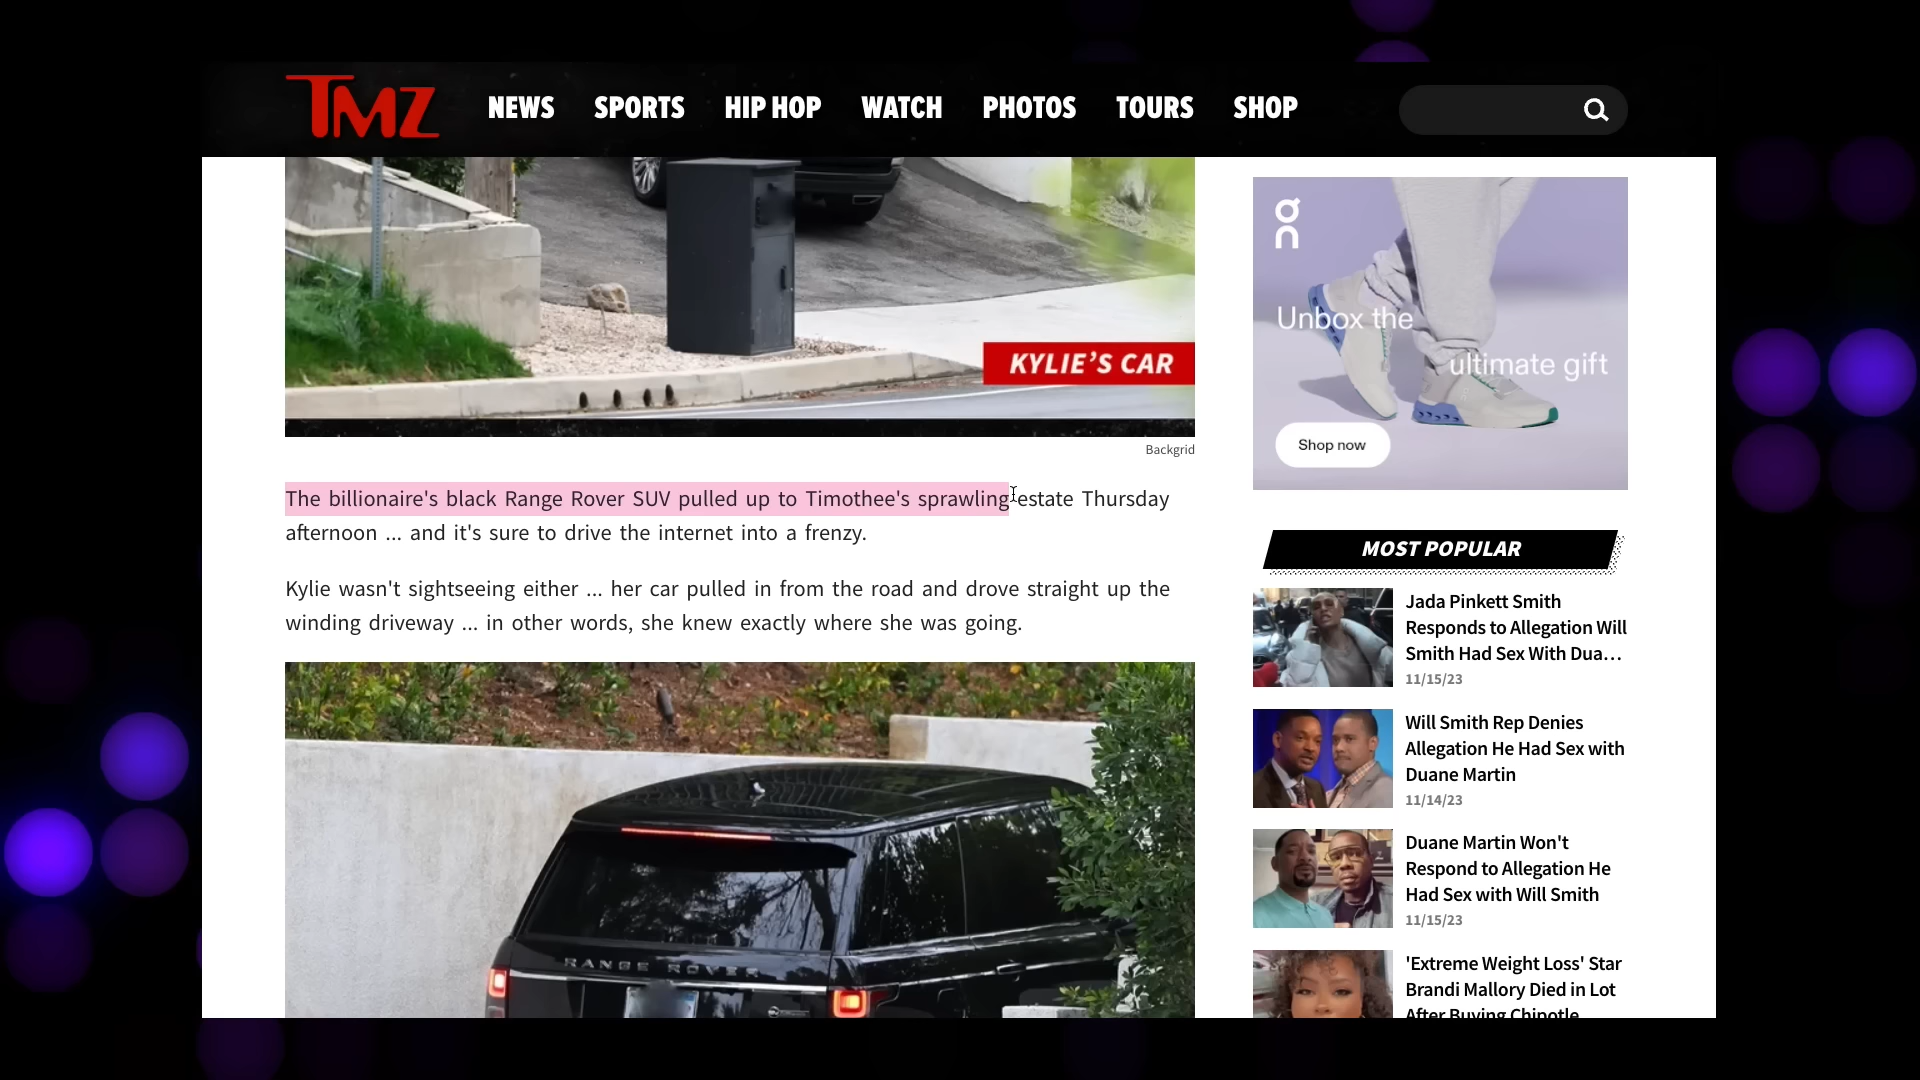 TMZ
NEWS SPORTS HIP HOP WATCH PHOTOS TOURS SHOP
KYLIE'S CAR
Backgrid
The billionaire's black Range Rover SUV pulled up to Timothee's sprawling estate Thursday
afternoon ... and it's sure to drive the internet into a frenzy.
Kylie wasn't sightseeing either ... her car pulled in from the road and drove straight up the
winding driveway ... in other words, she knew exactly where she was going.
RANGE ROVER
On
Unbox the
ultimate gift
Shop now
MOST POPULAR
Jada Pinkett Smith
Responds to Allegation Will
Smith Had Sex With Dua...
11/15/23
Will Smith Rep Denies
Allegation He Had Sex with
Duane Martin
11/14/23
Duane Martin Won't
Respond to Allegation He
Had Sex with Will Smith
11/15/23
'Extreme Weight Loss' Star
Brandi Mallory Died in Lot
After Buying Chipotle